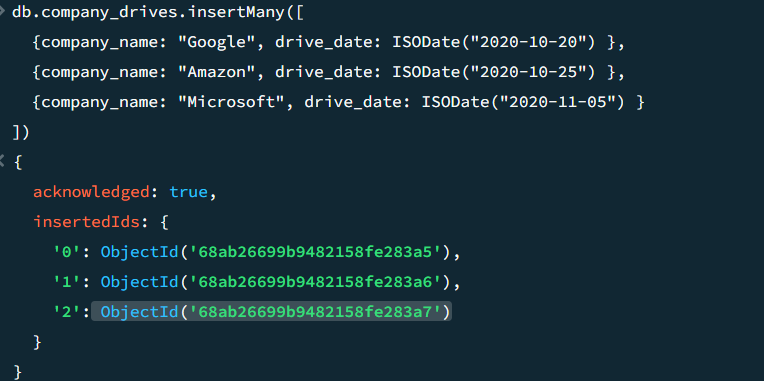 db.company_drives.insertMany([
{company_name: "Google", drive_date: ISODate("2020-10-20") },
{company_name: "Amazon", drive_date: ISODate("2020-10-25") },
{company_name: "Microsoft", drive_date: ISODate("2020-11-05") }
])
{
acknowledged: true,
insertedIds: {
'0': ObjectId('68ab26699b9482158fe283a5'),
'1': ObjectId('68ab26699b9482158fe283a6'),
'2': ObjectId('68ab26699b9482158fe283a7')
}
}